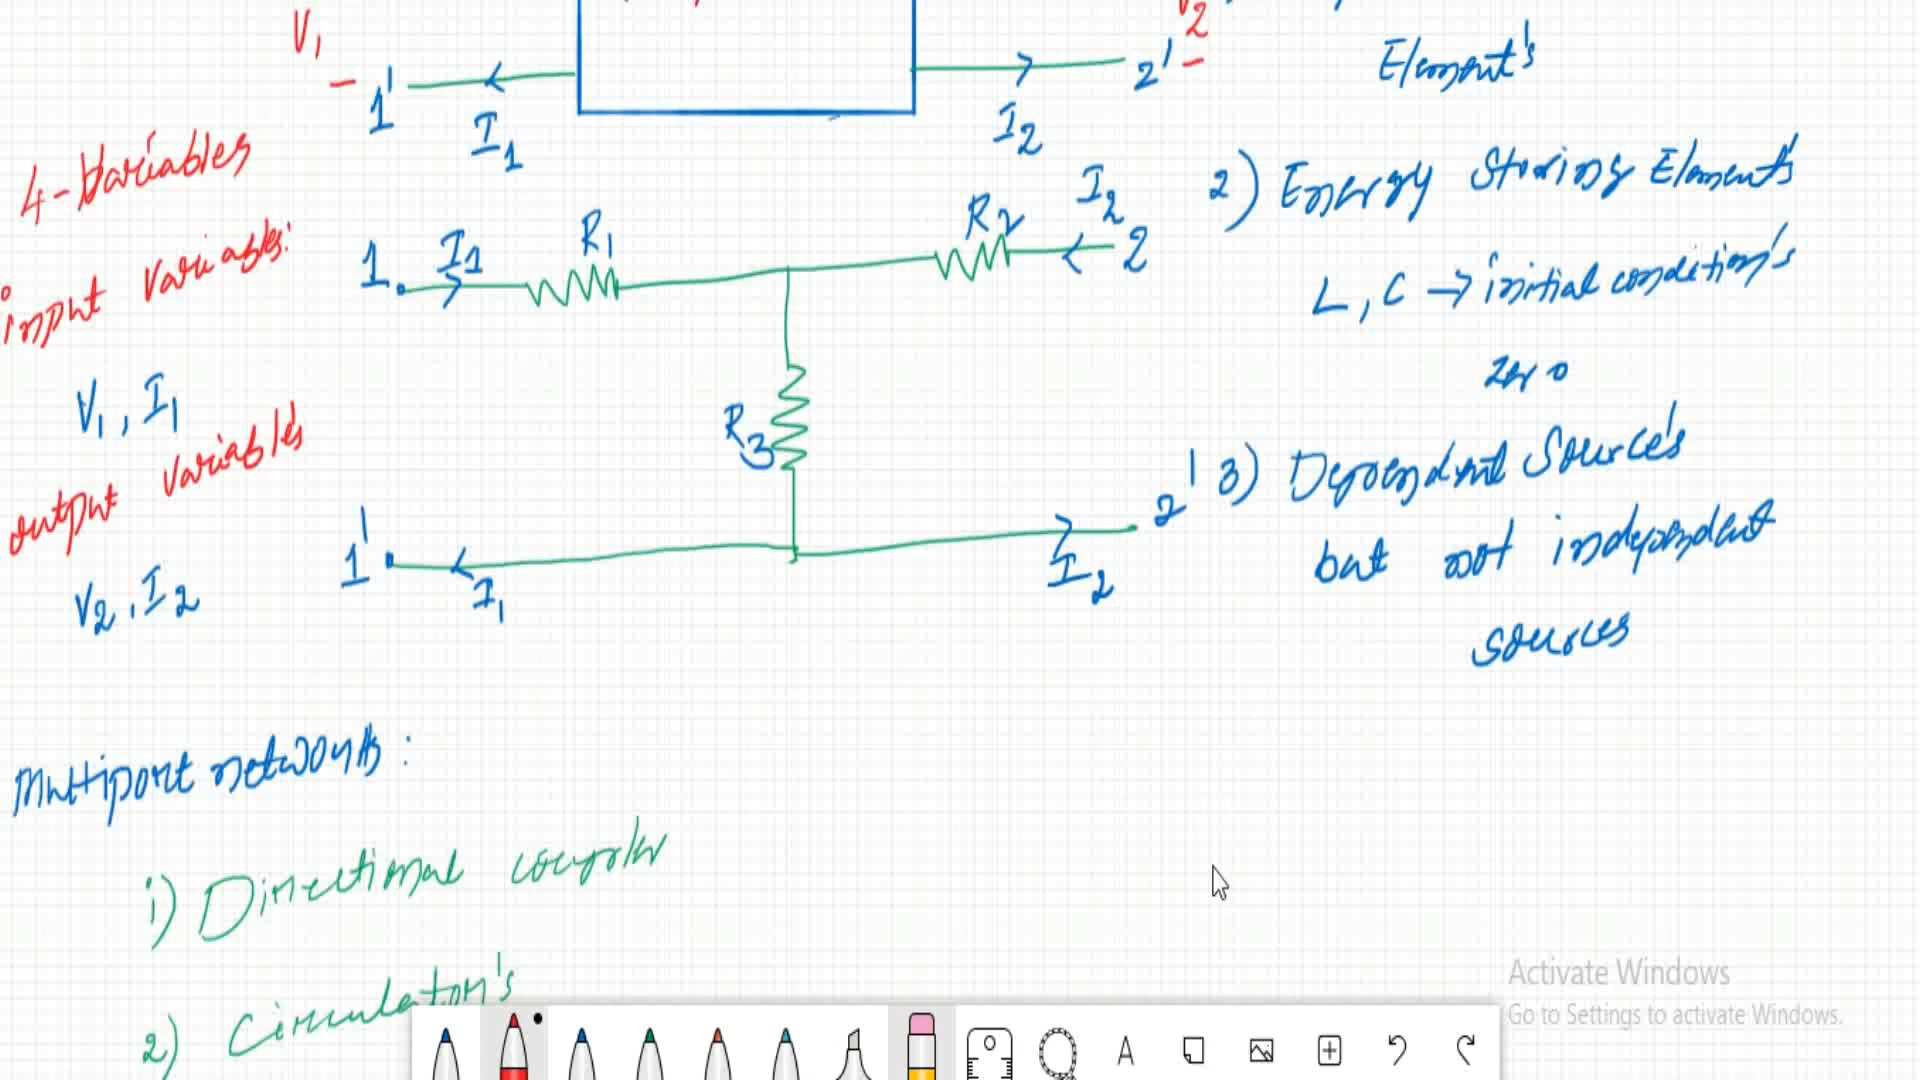 V1
-
1'
I1
I2
2'
V2
-
Element's
4-Variables
input variables:
V1, I1
output variables
V2, I2
1
I1
R1
R2
I2
2
R3
1'
I1
I2
2'
2) Energy Storing Element's
L, C → initial condition's
zero
3) Dependent Source's
but not independent
sources
Multiport networks:
i) Directional coupler
2) Circulator's
A
Activate Windows
Go to Settings to activate Windows.